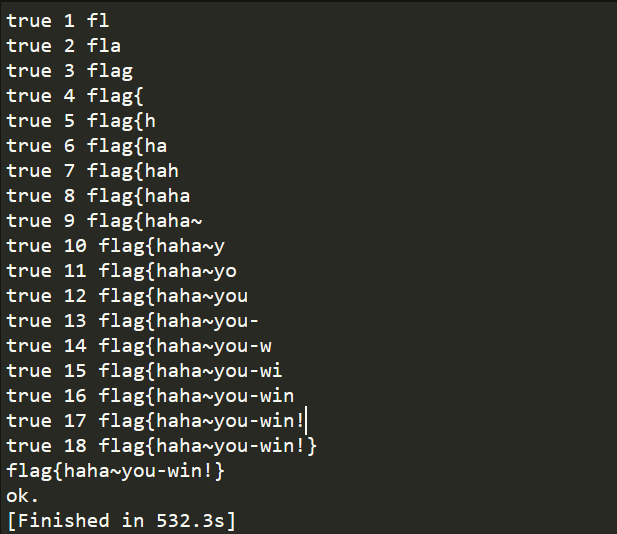 true 1 fl
true 2 fla
true 3 flag
true 4 flag{
true 5 flag{h
true 6 flag{ha
true 7 flag{hah
true 8 flag{haha
true 9 flag{haha~
true 10 flag{haha~y
true 11 flag{haha~yo
true 12 flag{haha~you
true 13 flag{haha~you-
true 14 flag{haha~you-w
true 15 flag{haha~you-wi
true 16 flag{haha~you-win
true 17 flag{haha~you-win!
true 18 flag{haha~you-win!}
flag{haha~you-win!}
ok.
[Finished in 532.3s]